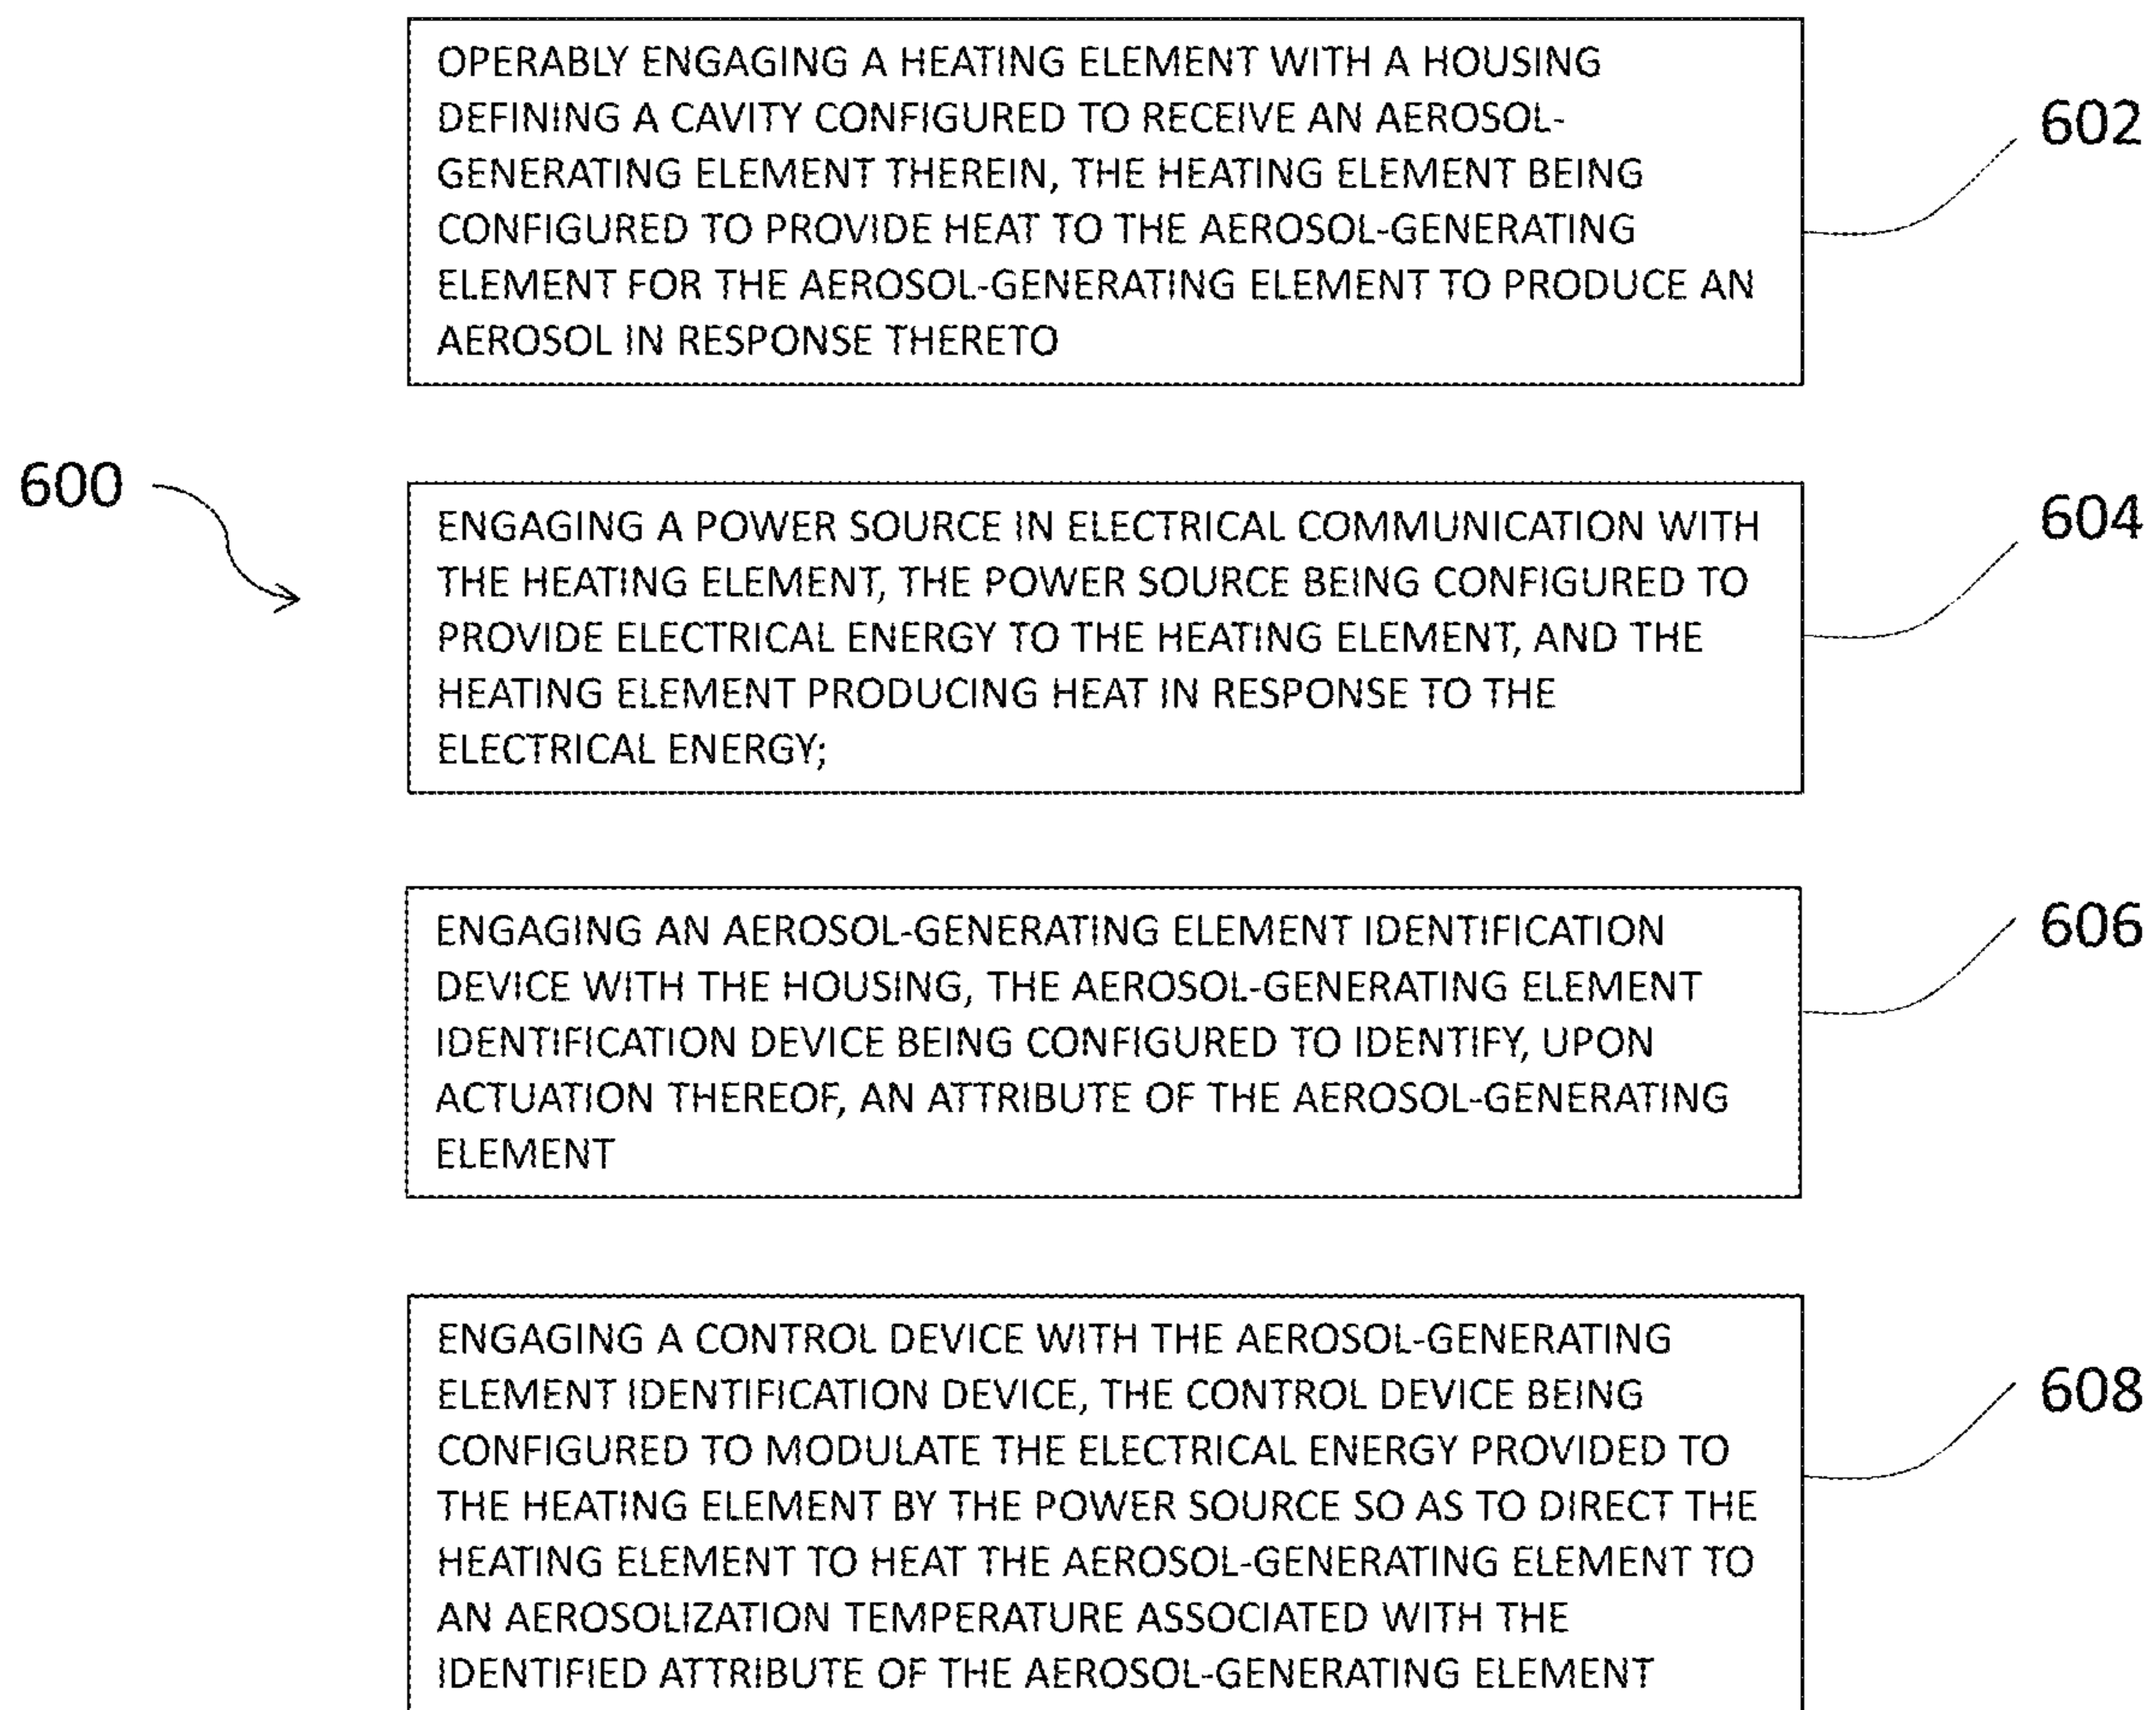 OPERABLY ENGAGING A HEATING ELEMENT WITH A HOUSING
DEFINING A CAVITY CONFIGURED TO RECEIVE AN AEROSOL-
GENERATING ELEMENT THEREIN, THE HEATING ELEMENT BEING
CONFIGURED TO PROVIDE HEAT TO THE AEROSOL-GENERATING
ELEMENT FOR THE AEROSOL-GENERATING ELEMENT TO PRODUCE AN
AEROSOL IN RESPONSE THERETO
602
600
ENGAGING A POWER SOURCE IN ELECTRICAL COMMUNICATION WITH
THE HEATING ELEMENT, THE POWER SOURCE BEING CONFIGURED TO
PROVIDE ELECTRICAL ENERGY TO THE HEATING ELEMENT, AND THE
HEATING ELEMENT PRODUCING HEAT IN RESPONSE TO THE
ELECTRICAL ENERGY;
604
ENGAGING AN AEROSOL-GENERATING ELEMENT IDENTIFICATION
DEVICE WITH THE HOUSING, THE AEROSOL-GENERATING ELEMENT
IDENTIFICATION DEVICE BEING CONFIGURED TO IDENTIFY, UPON
ACTUATION THEREOF, AN ATTRIBUTE OF THE AEROSOL-GENERATING
ELEMENT
606
ENGAGING A CONTROL DEVICE WITH THE AEROSOL-GENERATING
ELEMENT IDENTIFICATION DEVICE, THE CONTROL DEVICE BEING
CONFIGURED TO MODULATE THE ELECTRICAL ENERGY PROVIDED TO
THE HEATING ELEMENT BY THE POWER SOURCE SO AS TO DIRECT THE
HEATING ELEMENT TO HEAT THE AEROSOL-GENERATING ELEMENT TO
AN AEROSOLIZATION TEMPERATURE ASSOCIATED WITH THE
IDENTIFIED ATTRIBUTE OF THE AEROSOL-GENERATING ELEMENT
608